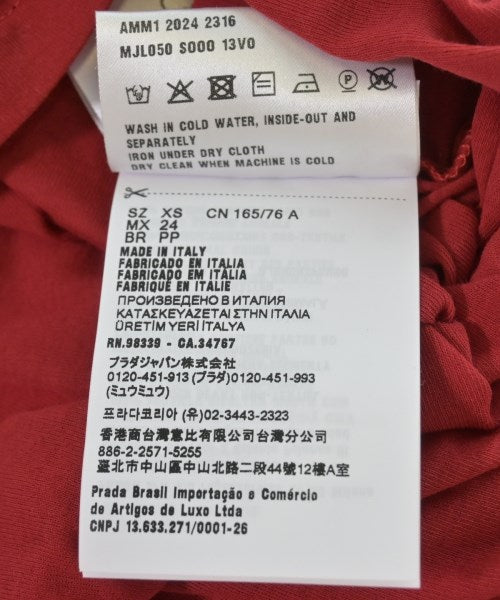 AMM1 2024 2316
MJL050 S000 13V0
WASH IN COLD WATER, INSIDE-OUT AND
SEPARATELY
IRON UNDER DRY CLOTH
DRY CLEAN WHEN MACHINE IS COLD
SZ XS CN 165/76 A
MX 24
BR PP
MADE IN ITALY
FABRICADO EN ITALIA
FABRICADO EM ITÁLIA
FABRIQUÉ EN ITALIE
ПРОИЗВЕДЕНО В ИТАЛИЯ
ΚΑΤΑΣΚΕΥΑΖΕΤΑΙ ΣΤΗΝ ΙΤΑΛΙΑ
ÜRETİM YERİ İTALYA
RN.98339 - CA.34767
プラダジャパン株式会社
0120-451-913 (プラダ) 0120-451-993
(ミュウミュウ)
프라다코리아 (유) 02-3443-2323
香港商台灣意比有限公司台灣分公司
886-2-2571-5255
臺北市中山區中山北路二段44號12樓A室
Prada Brasil Importação e Comércio
de Artigos de Luxo Ltda
CNPJ 13.633.271/0001-26